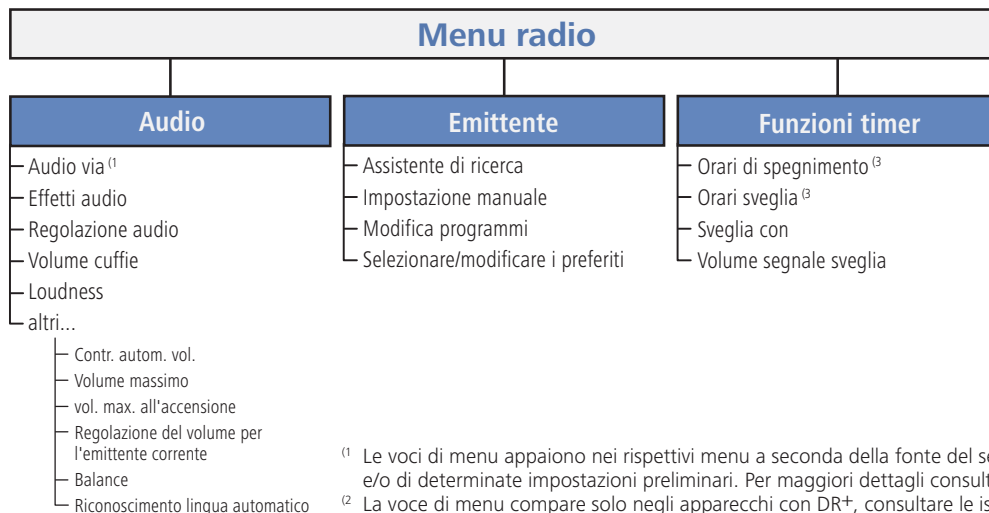 Menu radio
Audio
Audio via (1
Effetti audio
Regolazione audio
Volume cuffie
Loudness
altri...
Contr. autom. vol.
Volume massimo
vol. max. all'accensione
Regolazione del volume per
l'emittente corrente
Balance
Riconoscimento lingua automatico
Emittente
Assistente di ricerca
Impostazione manuale
Modifica programmi
Selezionare/modificare i preferiti
Funzioni timer
Orari di spegnimento (3
Orari sveglia (3
Sveglia con
Volume segnale sveglia
(1 Le voci di menu appaiono nei rispettivi menu a seconda della fonte del
e/o di determinate impostazioni preliminari. Per maggiori dettagli
(2 La voce di menu compare solo negli apparecchi con DR+, consultare le